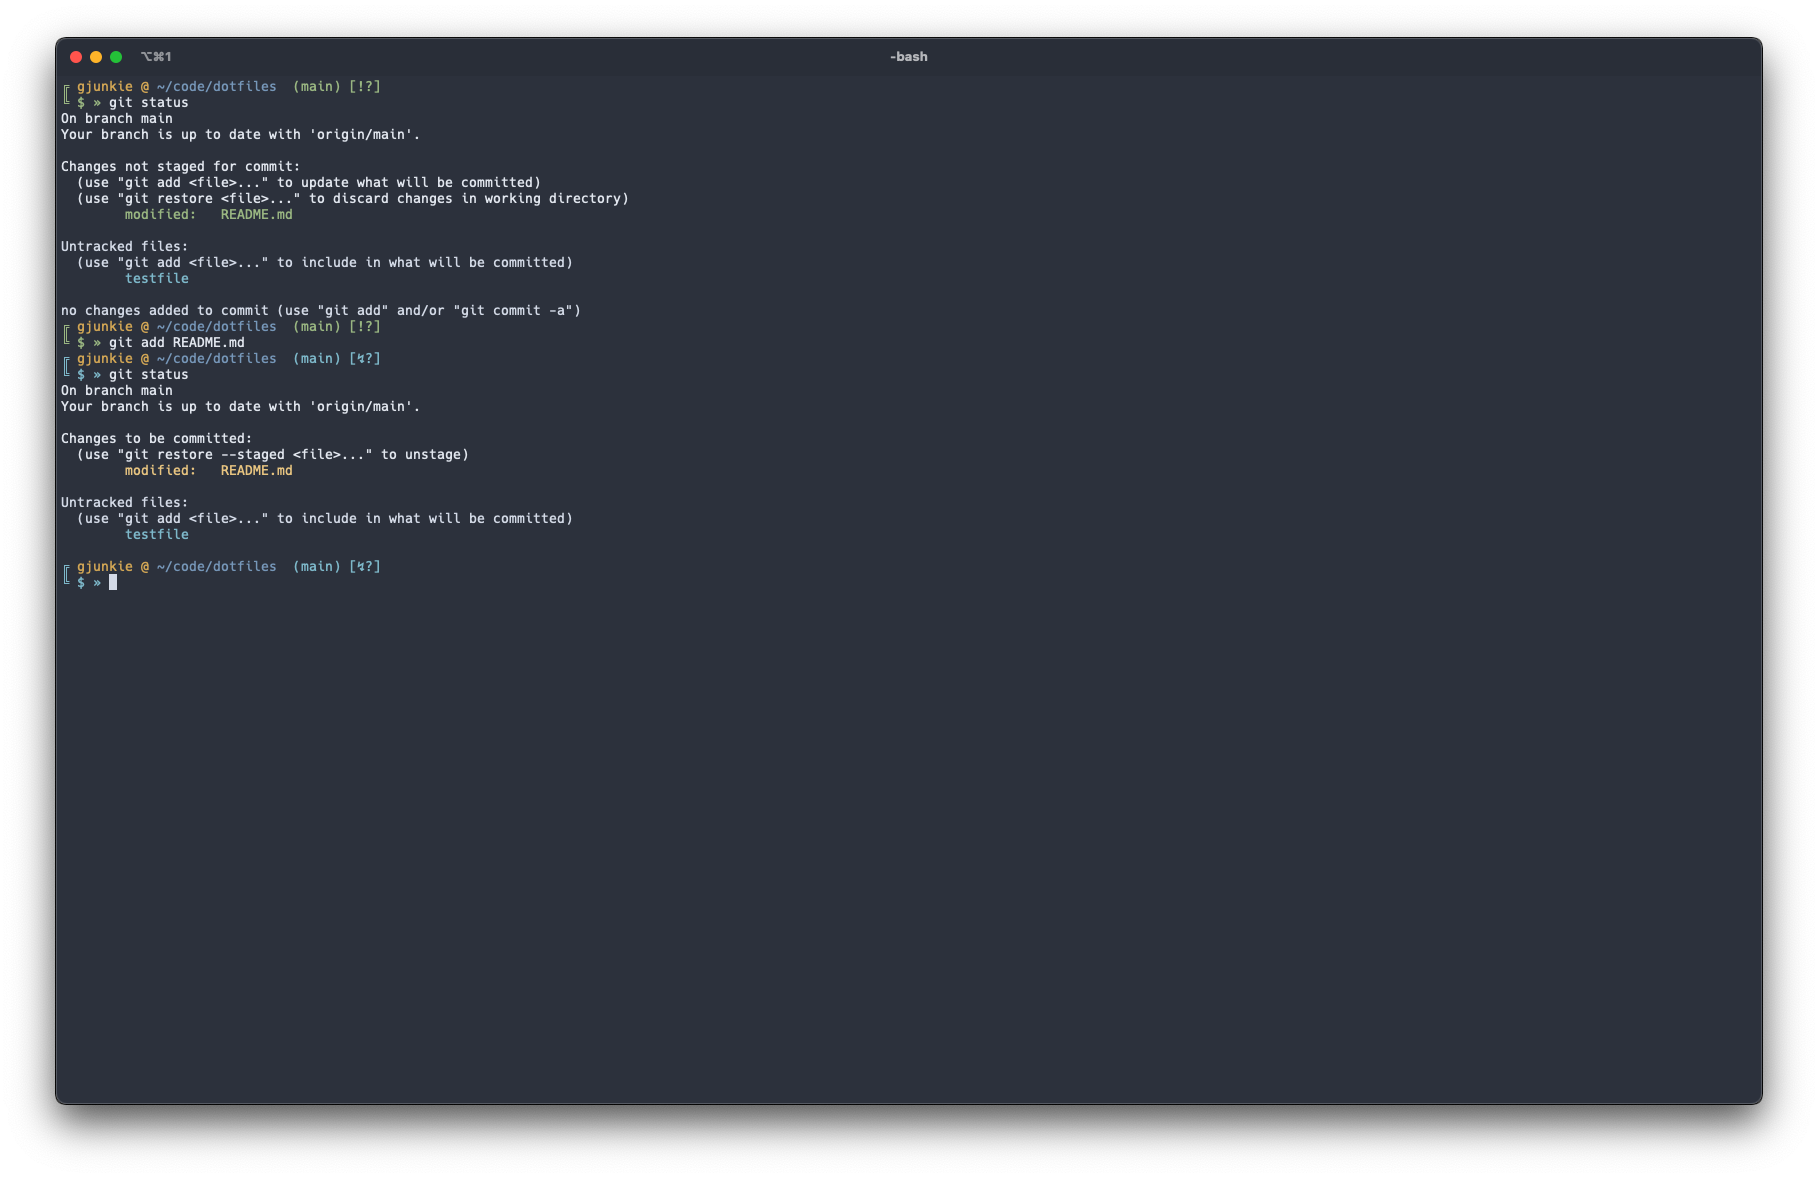 ⌥⌘1
-bash
╔ gjunkie @ ~/code/dotfiles  (main) [!?]
╚ $ » git status
On branch main
Your branch is up to date with 'origin/main'.

Changes not staged for commit:
  (use "git add <file>..." to update what will be committed)
  (use "git restore <file>..." to discard changes in working directory)
        modified:   README.md

Untracked files:
  (use "git add <file>..." to include in what will be committed)
        testfile

no changes added to commit (use "git add" and/or "git commit -a")
╔ gjunkie @ ~/code/dotfiles  (main) [!?]
╚ $ » git add README.md
╔ gjunkie @ ~/code/dotfiles  (main) [↯?]
╚ $ » git status
On branch main
Your branch is up to date with 'origin/main'.

Changes to be committed:
  (use "git restore --staged <file>..." to unstage)
        modified:   README.md

Untracked files:
  (use "git add <file>..." to include in what will be committed)
        testfile

╔ gjunkie @ ~/code/dotfiles  (main) [↯?]
╚ $ »